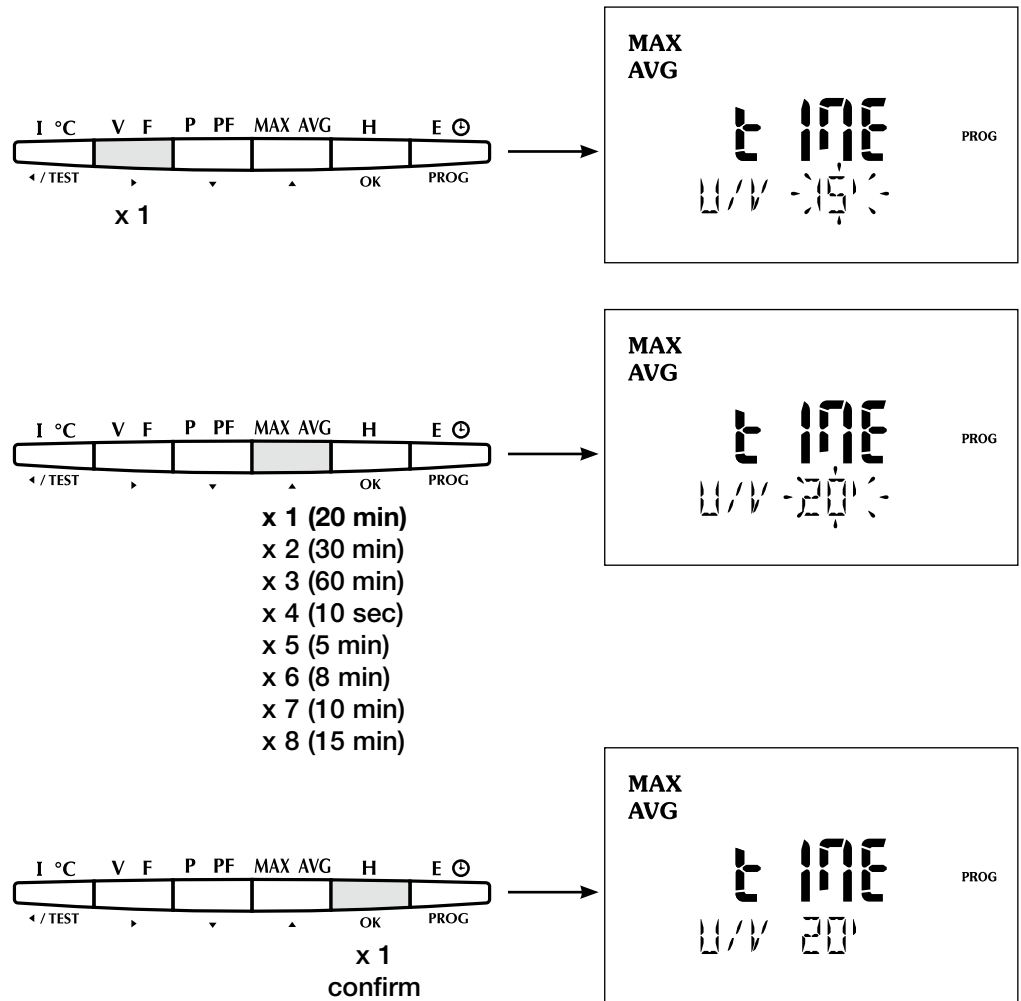 MAX
AVG
t IME
PROG
U/V 15'
I °C V F P PF MAX AVG H E
/ TEST OK PROG
x 1
MAX
AVG
t IME
PROG
U/V 20'
I °C V F P PF MAX AVG H E
/ TEST OK PROG
x 1 (20 min)
x 2 (30 min)
x 3 (60 min)
x 4 (10 sec)
x 5 (5 min)
x 6 (8 min)
x 7 (10 min)
x 8 (15 min)
MAX
AVG
t IME
PROG
U/V 20'
I °C V F P PF MAX AVG H E
/ TEST OK PROG
x 1
confirm